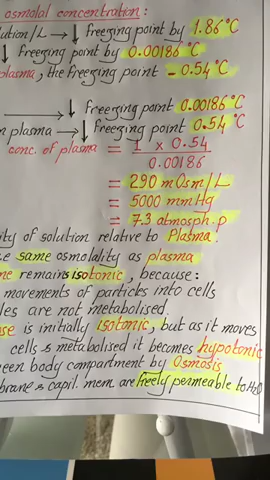 osmolal concentration:
ution/L → ↓ freezing point by 1.86°C
↓ freezing point by 0.00186°C
plasma, the freezing point - 0.54°C
→ ↓ Freezing point 0.00186°C
n plasma → ↓ Freezing point 0.54°C
conc. of plasma = 1 x 0.54
0.00186
= 290 mOsm/L
= 5000 mmHg
= 7.3 atmosph.p
ity of solution relative to Plasma.
e same osmolality as plasma
ne remains isotonic, because:
movements of particles into cells
les are not metabolised.
se is initially isotonic, but as it moves
cells & metabolised it becomes hypotonic
een body compartment by Osmosis
brane & capil. mem. are freely permeable to H2O